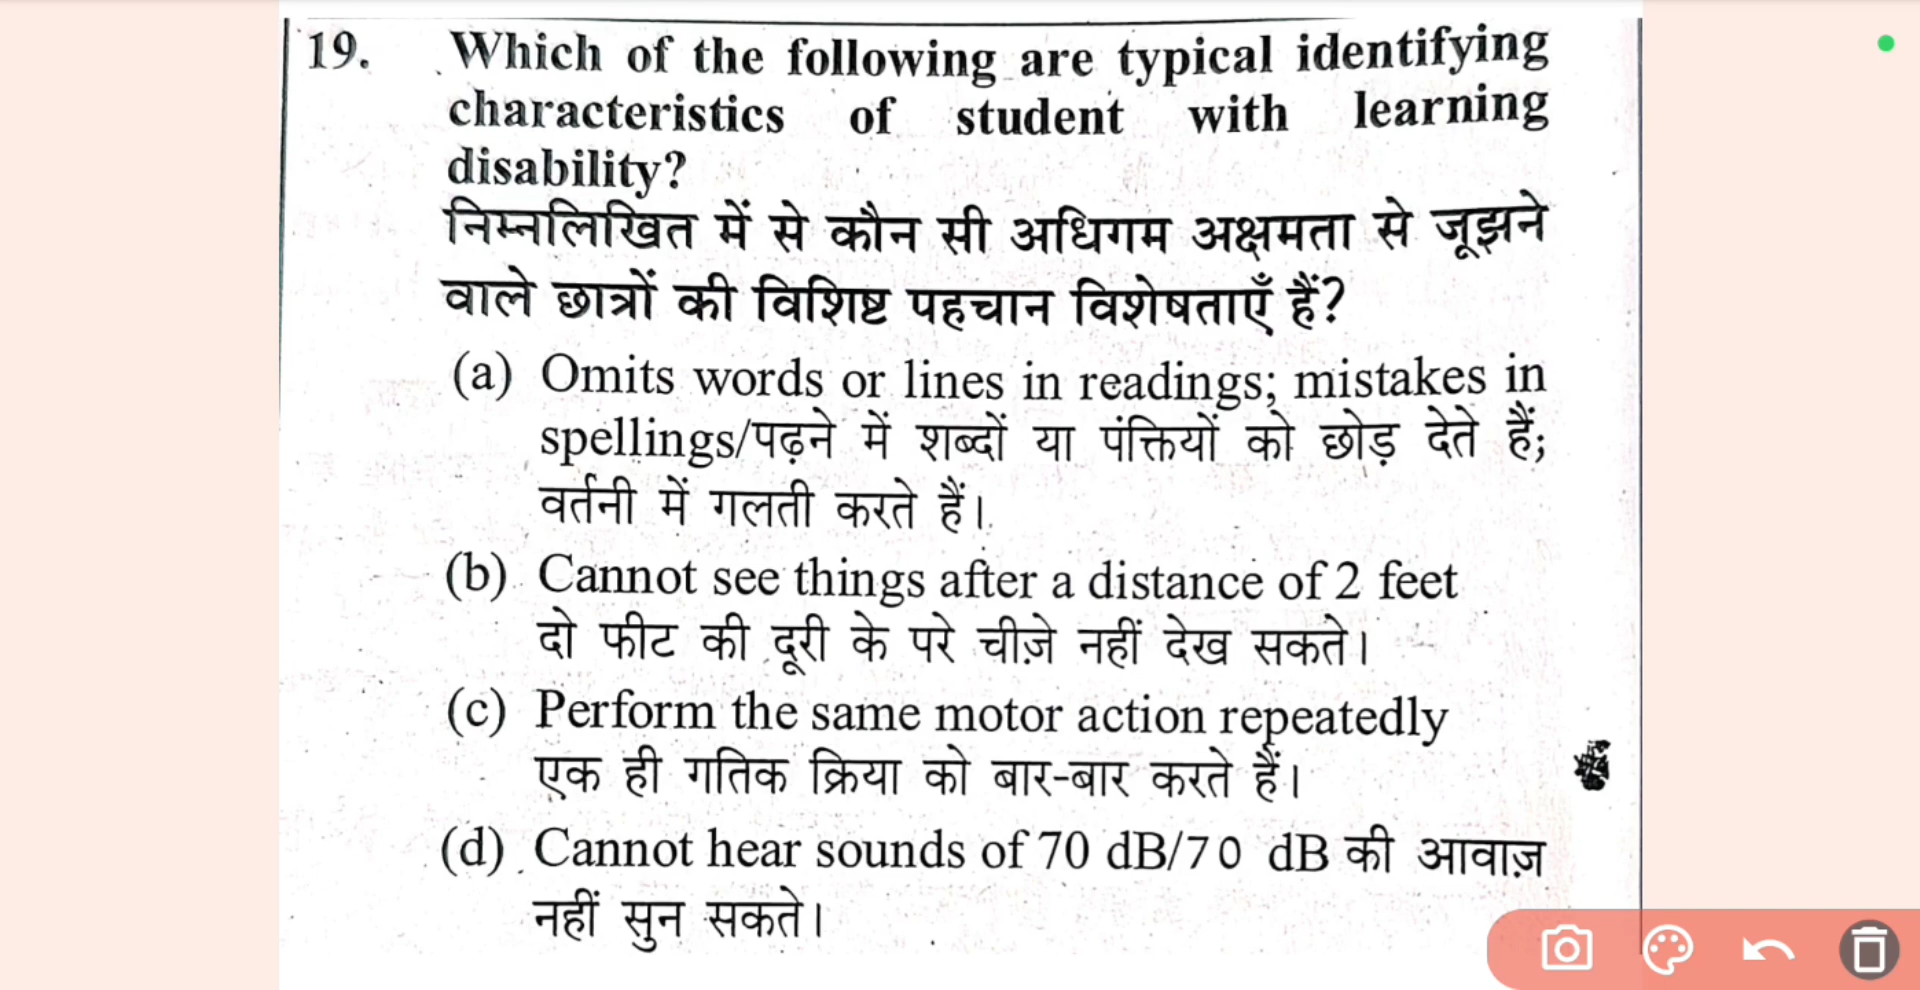 19. Which of the following are typical identifying
characteristics of student with learning
disability?
निम्नलिखित में से कौन सी अधिगम अक्षमता से जूझने
वाले छात्रों की विशिष्ट पहचान विशेषताएँ हैं?
(a) Omits words or lines in readings; mistakes in
spellings/पढ़ने में शब्दों या पंक्तियों को छोड़ देते हैं;
वर्तनी में गलती करते हैं।
(b) Cannot see things after a distance of 2 feet
दो फीट की दूरी के परे चीज़े नहीं देख सकते।
(c) Perform the same motor action repeatedly
एक ही गतिक क्रिया को बार-बार करते हैं।
(d) Cannot hear sounds of 70 dB/70 dB की आवाज़
नहीं सुन सकते।